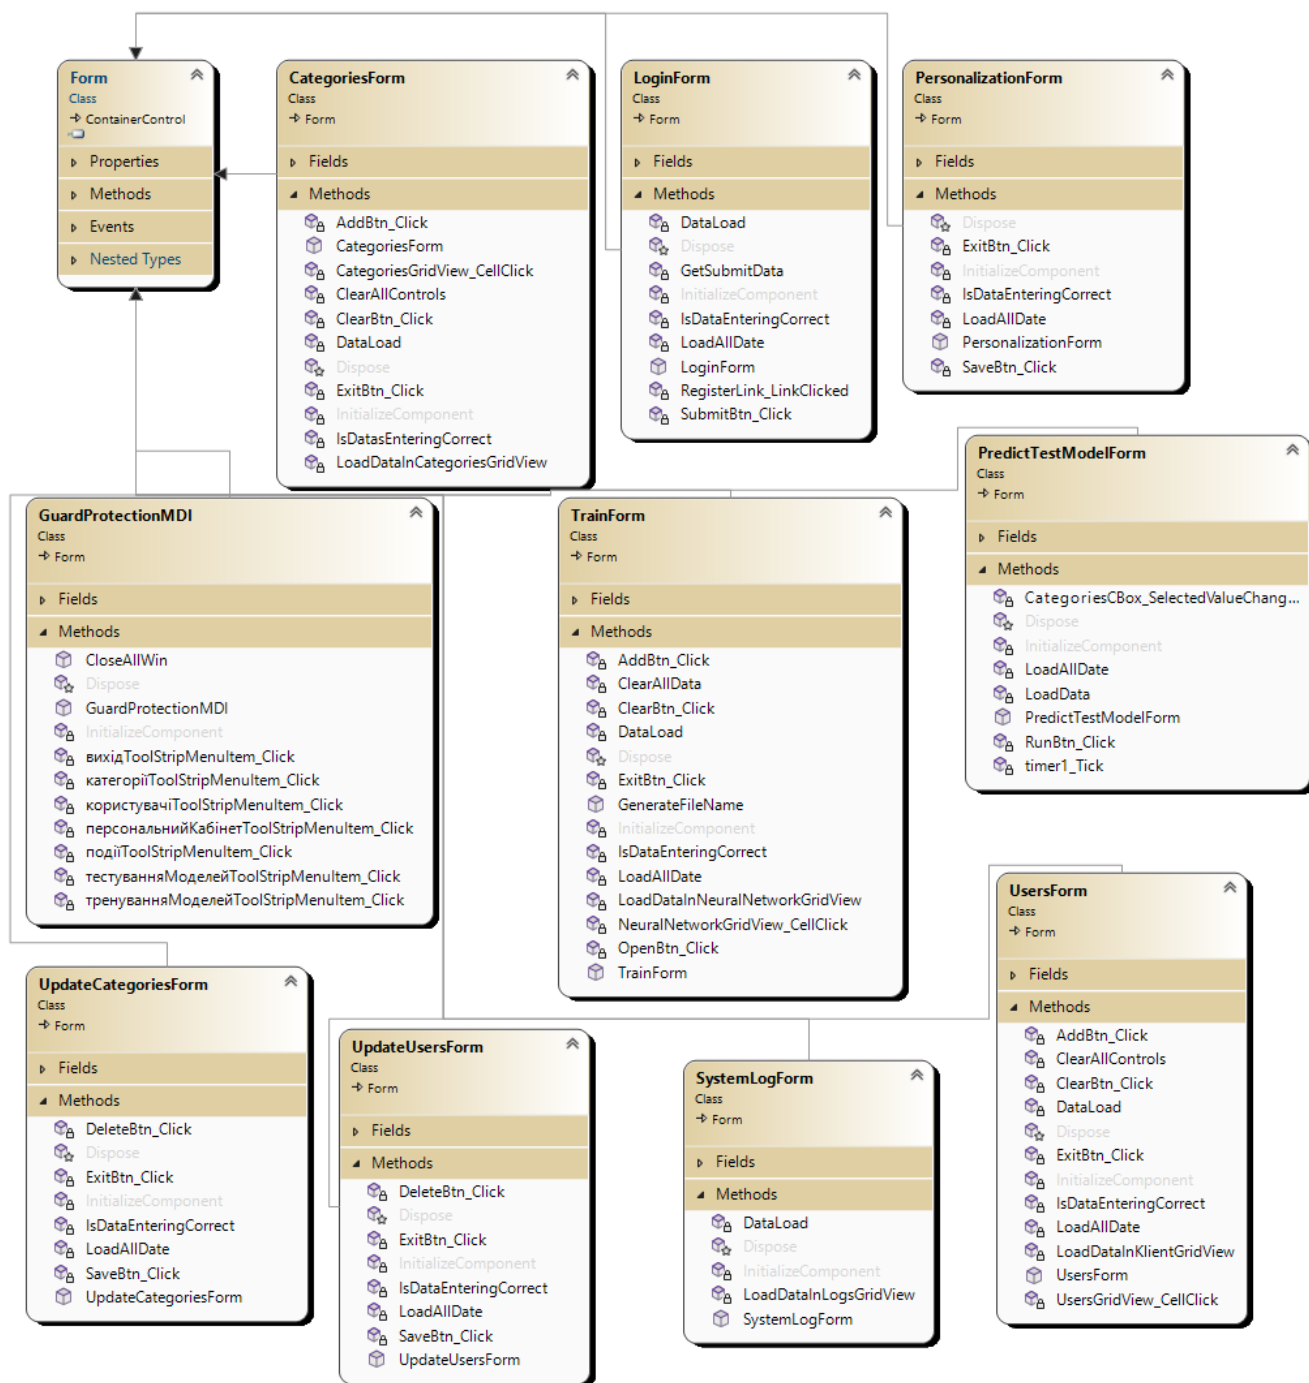 Form
Class
ContainerControl
Properties
Methods
Events
Nested Types
CategoriesForm
Class
Form
Fields
Methods
AddBtn_Click
CategoriesForm
CategoriesGridView_CellClick
ClearAllControls
ClearBtn_Click
DataLoad
Dispose
ExitBtn_Click
InitializeComponent
IsDatasEnteringCorrect
LoadDataInCategoriesGridView
LoginForm
Class
Form
Fields
Methods
DataLoad
Dispose
GetSubmitData
InitializeComponent
IsDataEnteringCorrect
LoadAllDate
LoginForm
RegisterLink_LinkClicked
SubmitBtn_Click
PersonalizationForm
Class
Form
Fields
Methods
Dispose
ExitBtn_Click
InitializeComponent
IsDataEnteringCorrect
LoadAllDate
PersonalizationForm
SaveBtn_Click
GuardProtectionMDI
Class
Form
Fields
Methods
CloseAllWin
Dispose
GuardProtectionMDI
InitializeComponent
вихідToolStripMenuItem_Click
категоріїToolStripMenuItem_Click
користувачіToolStripMenuItem_Click
персональнийКабінетToolStripMenuItem_Click
подіїToolStripMenuItem_Click
тестуванняМоделейToolStripMenuItem_Click
тренуванняМоделейToolStripMenuItem_Click
TrainForm
Class
Form
Fields
Methods
AddBtn_Click
ClearAllData
ClearBtn_Click
DataLoad
Dispose
ExitBtn_Click
GenerateFileName
InitializeComponent
IsDataEnteringCorrect
LoadAllDate
LoadDataInNeuralNetworkGridView
NeuralNetworkGridView_CellClick
OpenBtn_Click
TrainForm
PredictTestModelForm
Class
Form
Fields
Methods
CategoriesCBox_SelectedValueChang...
Dispose
InitializeComponent
LoadAllDate
LoadData
PredictTestModelForm
RunBtn_Click
timer1_Tick
UpdateCategoriesForm
Class
Form
Fields
Methods
DeleteBtn_Click
Dispose
ExitBtn_Click
InitializeComponent
IsDataEnteringCorrect
LoadAllDate
SaveBtn_Click
UpdateCategoriesForm
UpdateUsersForm
Class
Form
Fields
Methods
DeleteBtn_Click
Dispose
ExitBtn_Click
InitializeComponent
IsDataEnteringCorrect
LoadAllDate
SaveBtn_Click
UpdateUsersForm
SystemLogForm
Class
Form
Fields
Methods
DataLoad
Dispose
InitializeComponent
LoadDataInLogsGridView
SystemLogForm
UsersForm
Class
Form
Fields
Methods
AddBtn_Click
ClearAllControls
ClearBtn_Click
DataLoad
Dispose
ExitBtn_Click
InitializeComponent
IsDataEnteringCorrect
LoadAllDate
LoadDataInKlientGridView
UsersForm
UsersGridView_CellClick